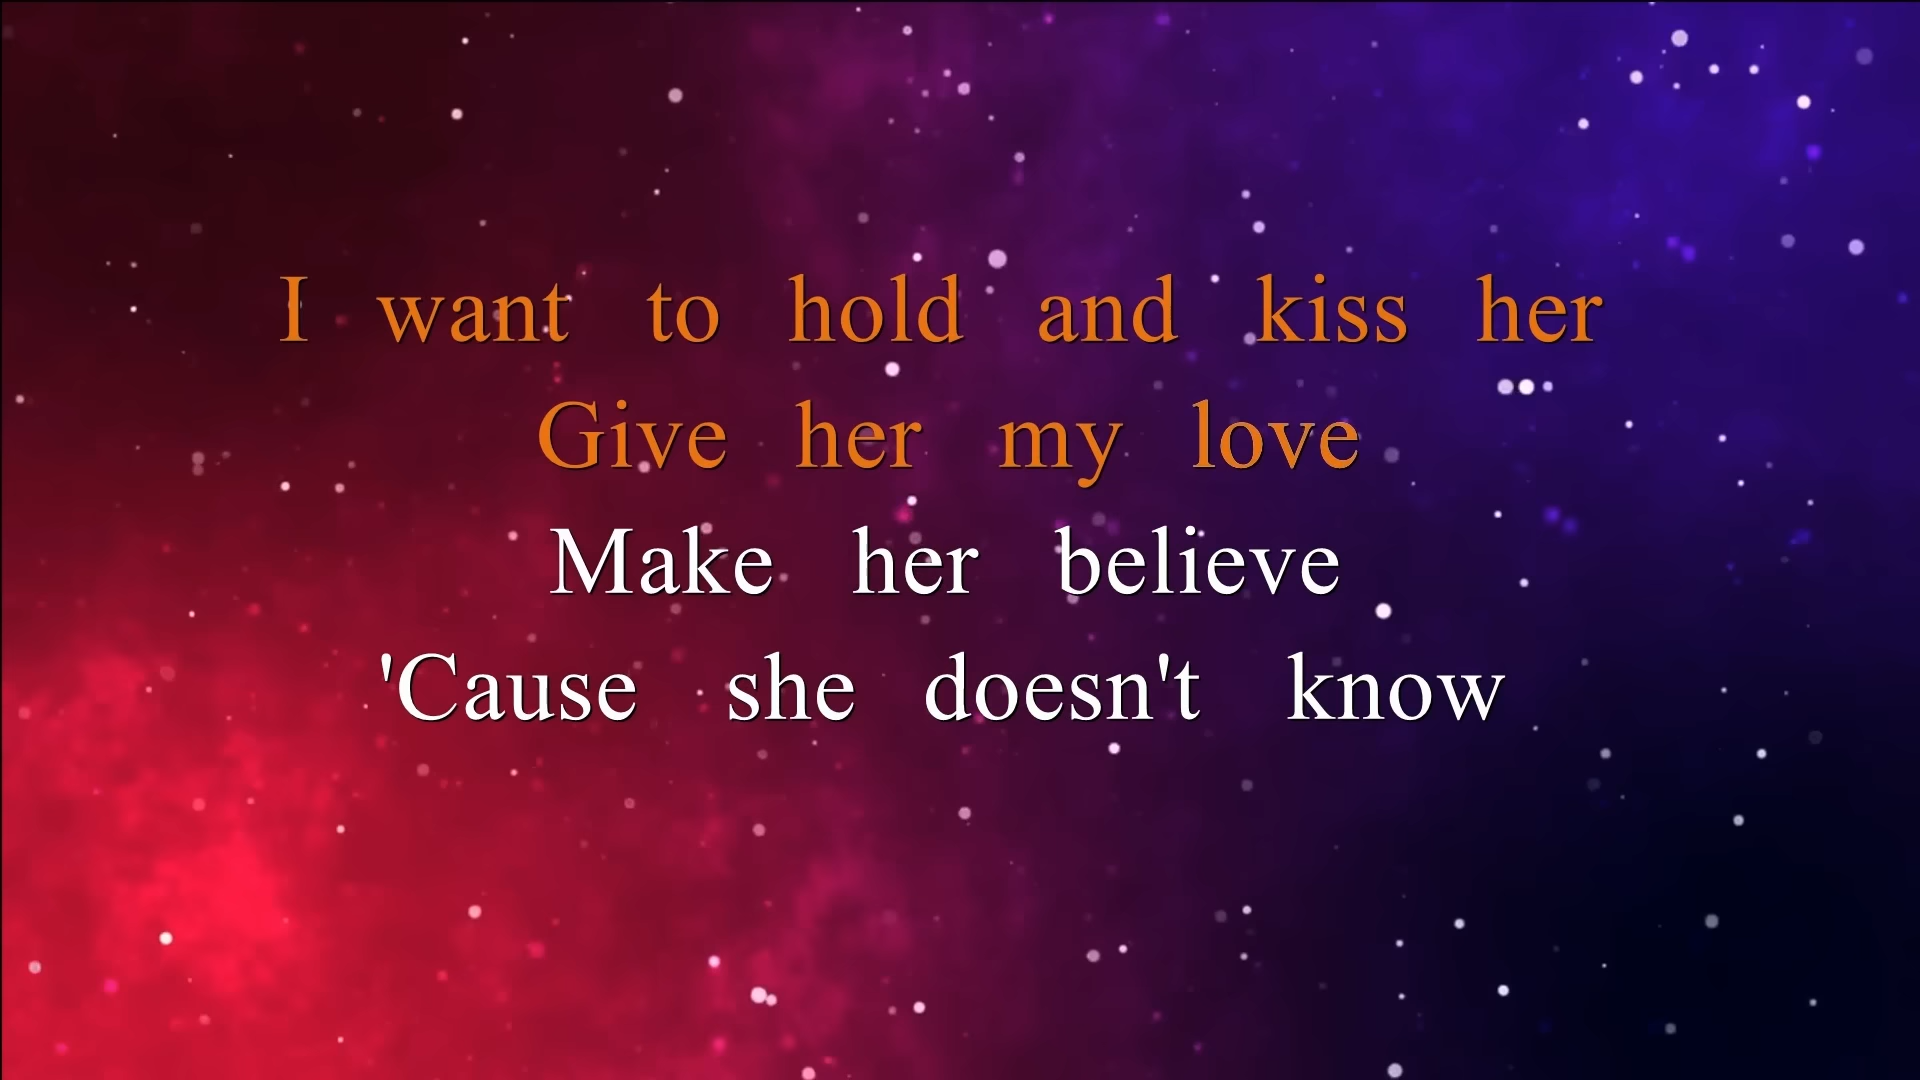 I want to hold and kiss her
Give her my love
Make her believe
'Cause she doesn't know